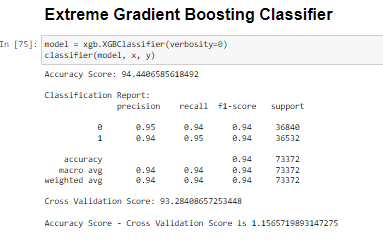 Extreme Gradient Boosting Classifier
In [75]: model = xgb.XGBClassifier(verbosity=0)
classifier(model, x, y)
Accuracy Score: 94.4406585618492
Classification Report:
precision recall f1-score support
0 0.95 0.94 0.94 36840
1 0.94 0.95 0.94 36532
accuracy 0.94 73372
macro avg 0.94 0.94 0.94 73372
weighted avg 0.94 0.94 0.94 73372
Cross Validation Score: 93.28408657253448
Accuracy Score - Cross Validation Score is 1.1565719893147275